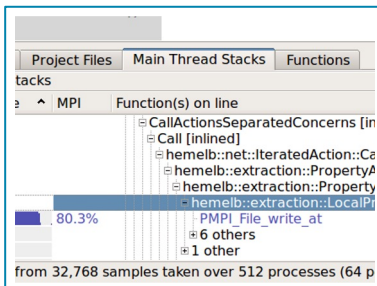 Project Files Main Thread Stacks Functions
tacks
e MPI Function(s) on line
CallActionsSeparatedConcerns [in
Call [inlined]
hemelb::net::IteratedAction::Ca
hemelb::extraction::PropertyA
hemelb::extraction::Property
hemelb::extraction::LocalPr
80.3% PMPI_File_write_at
6 others
1 other
from 32,768 samples taken over 512 processes (64 p